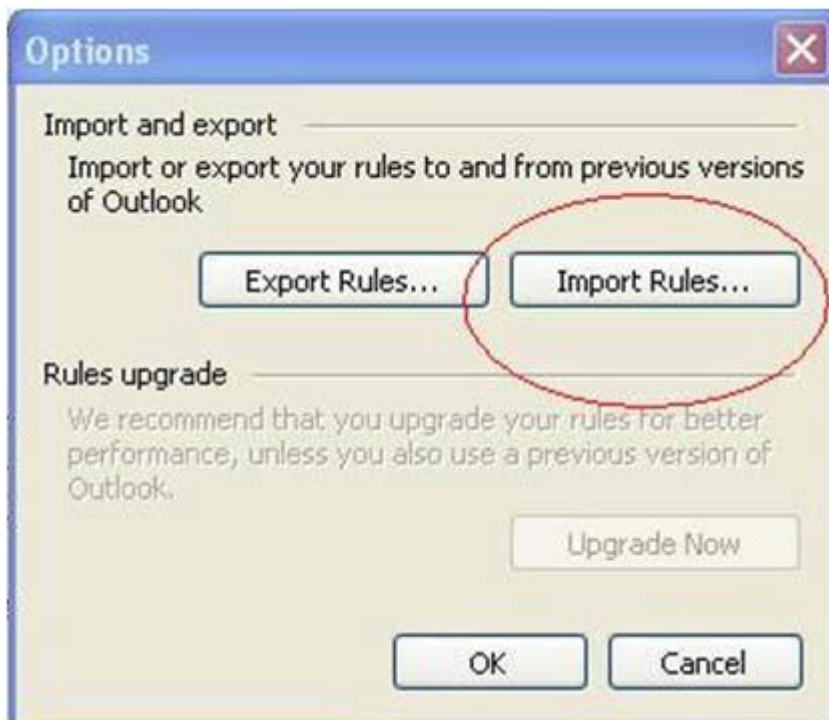 Options
Import and export
Import or export your rules to and from previous versions
of Outlook
Export Rules... Import Rules...
Rules upgrade
We recommend that you upgrade your rules for better
performance, unless you also use a previous version of
Outlook.
Upgrade Now
OK Cancel